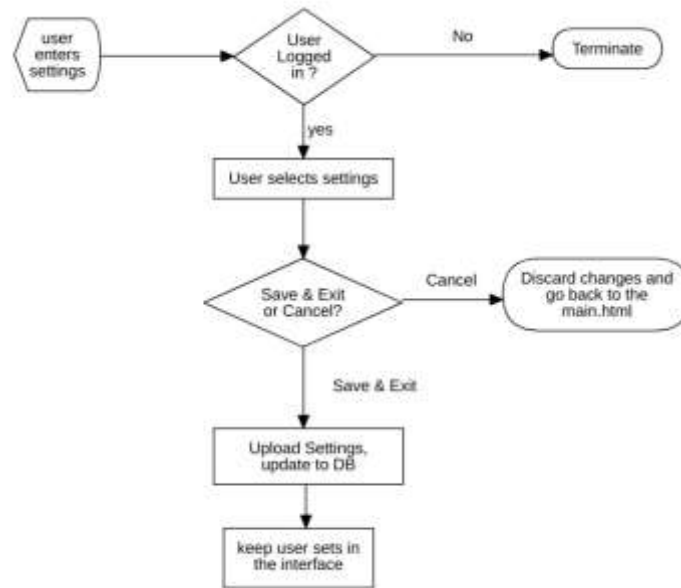 user
enters
settings
User
Logged
in ?
No
Terminate
yes
User selects settings
Save & Exit
or Cancel?
Cancel
Discard changes and
go back to the
main.html
Save & Exit
Upload Settings,
update to DB
keep user sets in
the interface